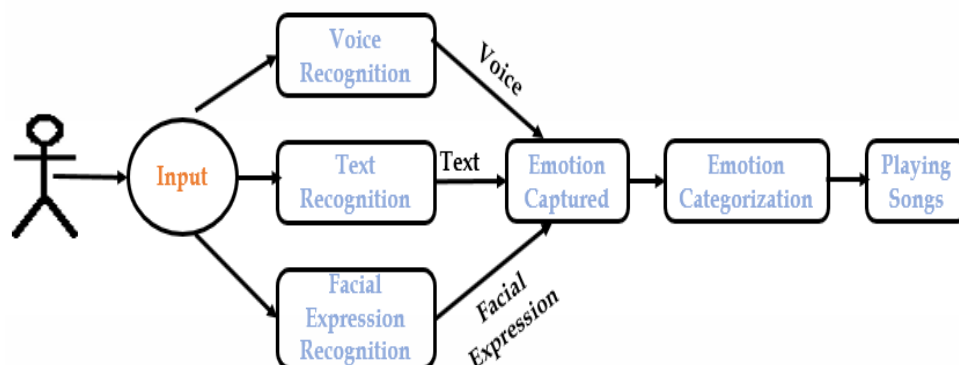 Voice
Recognition
Voice
Input
Text
Recognition
Text
Emotion
Captured
Emotion
Categorization
Playing
Songs
Facial
Expression
Recognition
Facial
Expression